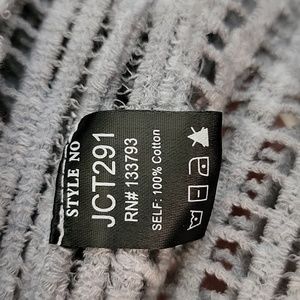 STYLE NO
JCT291
RN# 133793
SELF: 100% Cotton